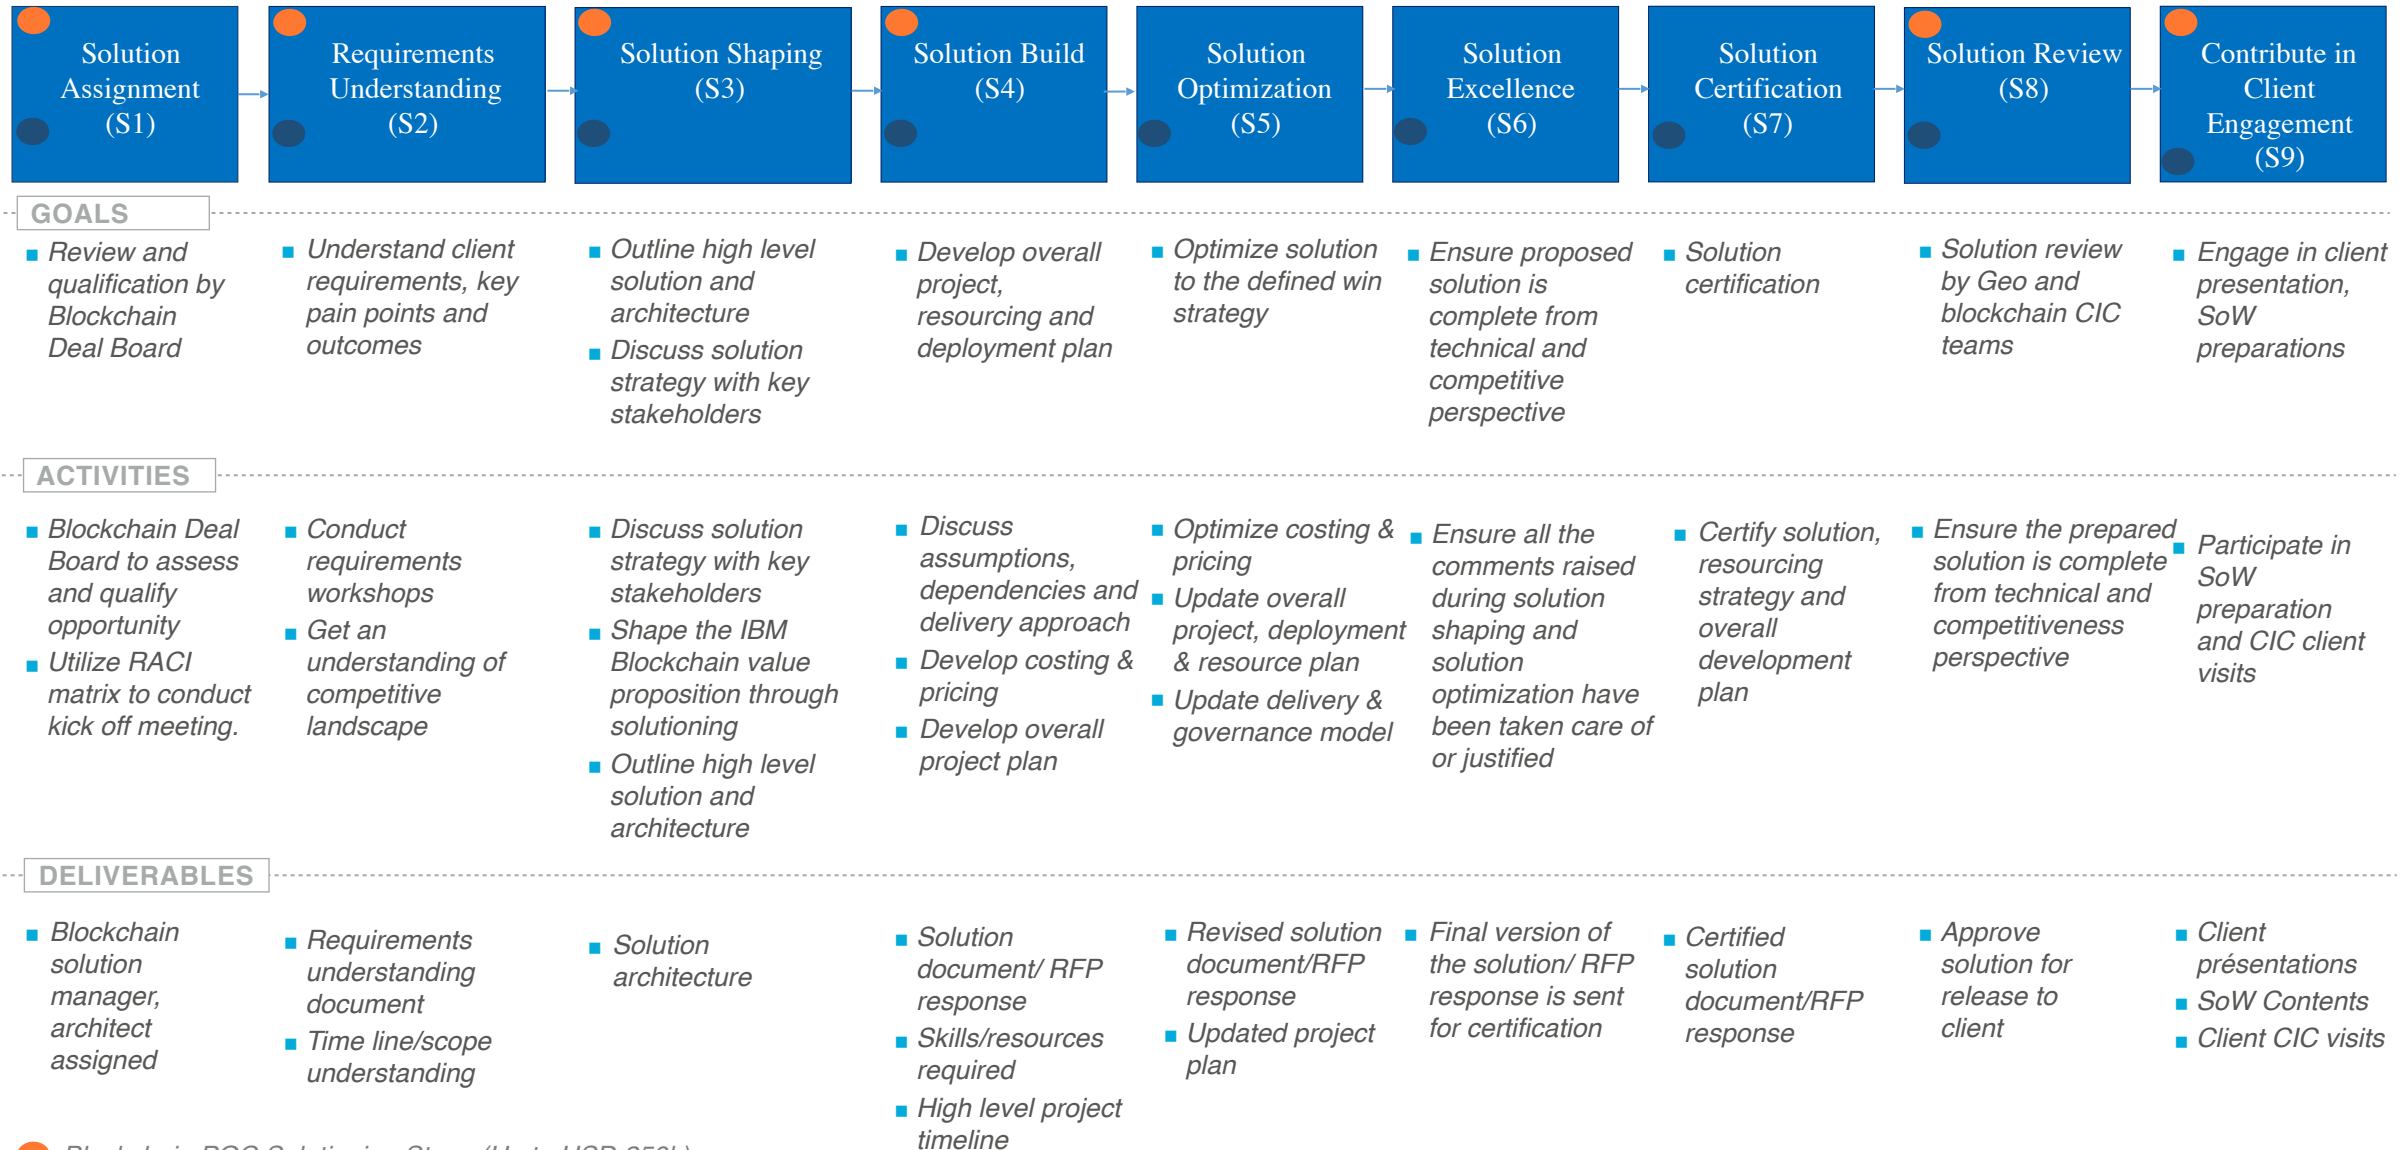 Solution
Assignment
(S1)
Requirements
Understanding
(S2)
Solution Shaping
(S3)
Solution Build
(S4)
Solution
Optimization
(S5)
Solution
Excellence
(S6)
Solution
Certification
(S7)
Solution Review
(S8)
Contribute in
Client
Engagement
(S9)
GOALS
Review and
qualification by
Blockchain
Deal Board
Understand client
requirements, key
pain points and
outcomes
Outline high level
solution and
architecture
Discuss solution
strategy with key
stakeholders
Develop overall
project,
resourcing and
deployment plan
Optimize solution
to the defined win
strategy
Ensure proposed
solution is
complete from
technical and
competitive
perspective
Solution
certification
Solution review
by Geo and
blockchain CIC
teams
Engage in client
presentation,
SoW
preparations
ACTIVITIES
Blockchain Deal
Board to assess
and qualify
opportunity
Utilize RACI
matrix to conduct
kick off meeting.
Conduct
requirements
workshops
Get an
understanding of
competitive
landscape
Discuss solution
strategy with key
stakeholders
Shape the IBM
Blockchain value
proposition through
solutioning
Outline high level
solution and
architecture
Discuss
assumptions,
dependencies and
delivery approach
Develop costing &
pricing
Develop overall
project plan
Optimize costing &
pricing
Update overall
project, deployment
& resource plan
Update delivery &
governance model
Ensure all the
comments raised
during solution
shaping and
solution
optimization have
been taken care of
or justified
Certify solution,
resourcing
strategy and
overall
development
plan
Ensure the prepared
solution is complete
from technical and
competitiveness
perspective
Participate in
SoW
preparation
and CIC client
visits
DELIVERABLES
Blockchain
solution
manager,
architect
assigned
Requirements
understanding
document
Time line/scope
understanding
Solution
architecture
Solution
document/ RFP
response
Skills/resources
required
High level project
timeline
Revised solution
document/RFP
response
Updated project
plan
Final version of
the solution/ RFP
response is sent
for certification
Certified
solution
document/RFP
response
Approve
solution for
release to
client
Client
présentations
SoW Contents
Client CIC visits